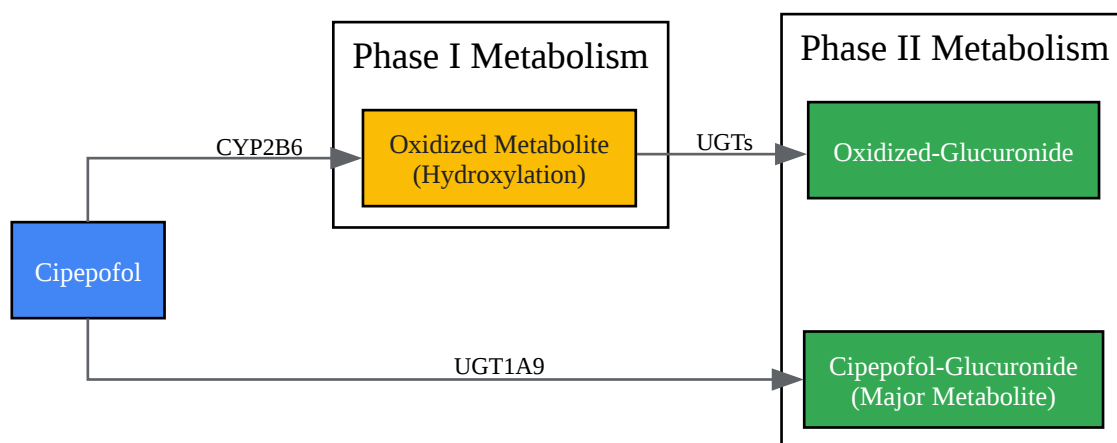 Phase I Metabolism
Phase II Metabolism
CYP2B6
Oxidized Metabolite
(Hydroxylation)
UGTs
Oxidized-Glucuronide
Cipepofol
UGT1A9
Cipepofol-Glucuronide
(Major Metabolite)